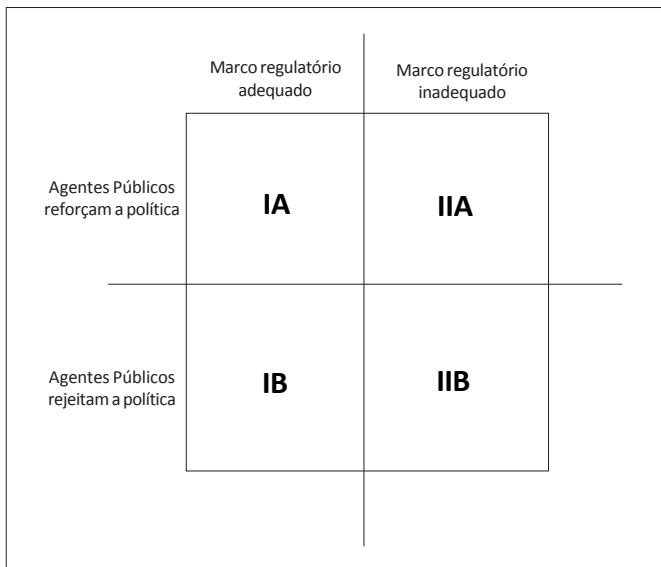 Marco regulatório
adequado
Marco regulatório
inadequado
Agentes Públicos
reforçam a política
IA
IIA
Agentes Públicos
rejeitam a política
IB
IIB